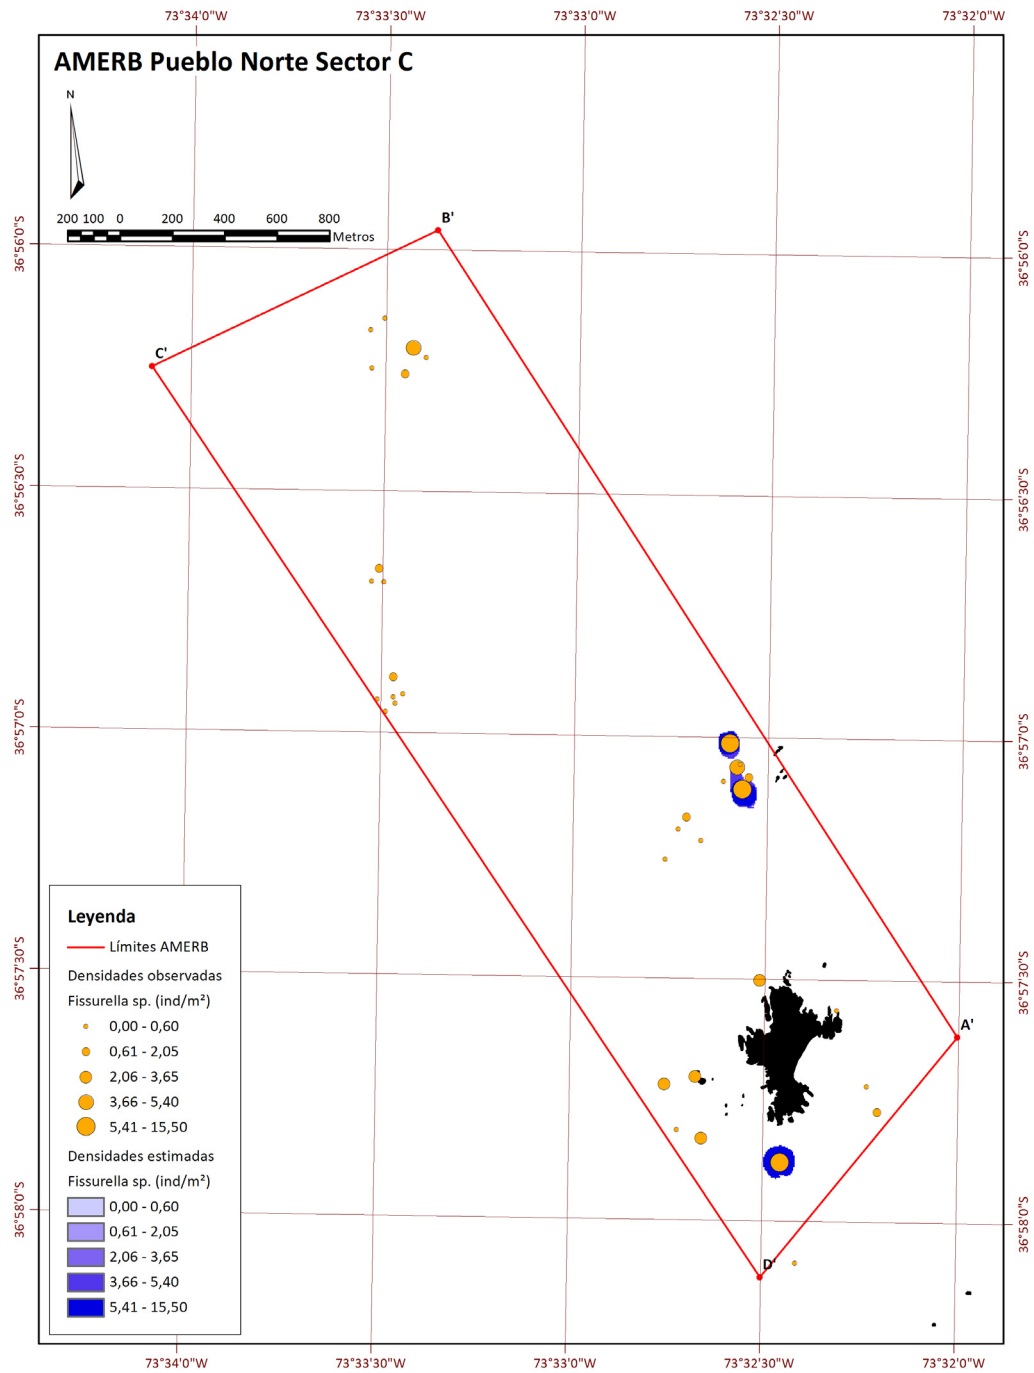 73°34'0"W 73°33'30"W 73°33'0"W 73°32'30"W 73°32'0"W
AMERB Pueblo Norte Sector C
N
200 100 0 200 400 600 800
Metros
B'
36°56'0"S 36°56'0"S
C'
36°56'30"S 36°56'30"S
36°57'0"S 36°57'0"S
Leyenda
Límites AMERB
Densidades observadas
Fissurella sp. (ind/m²)
0,00 - 0,60
0,61 - 2,05
2,06 - 3,65
3,66 - 5,40
5,41 - 15,50
Densidades estimadas
Fissurella sp. (ind/m²)
0,00 - 0,60
0,61 - 2,05
2,06 - 3,65
3,66 - 5,40
5,41 - 15,50
36°57'30"S 36°57'30"S
A'
36°58'0"S 36°58'0"S
D'
73°34'0"W 73°33'30"W 73°33'0"W 73°32'30"W 73°32'0"W